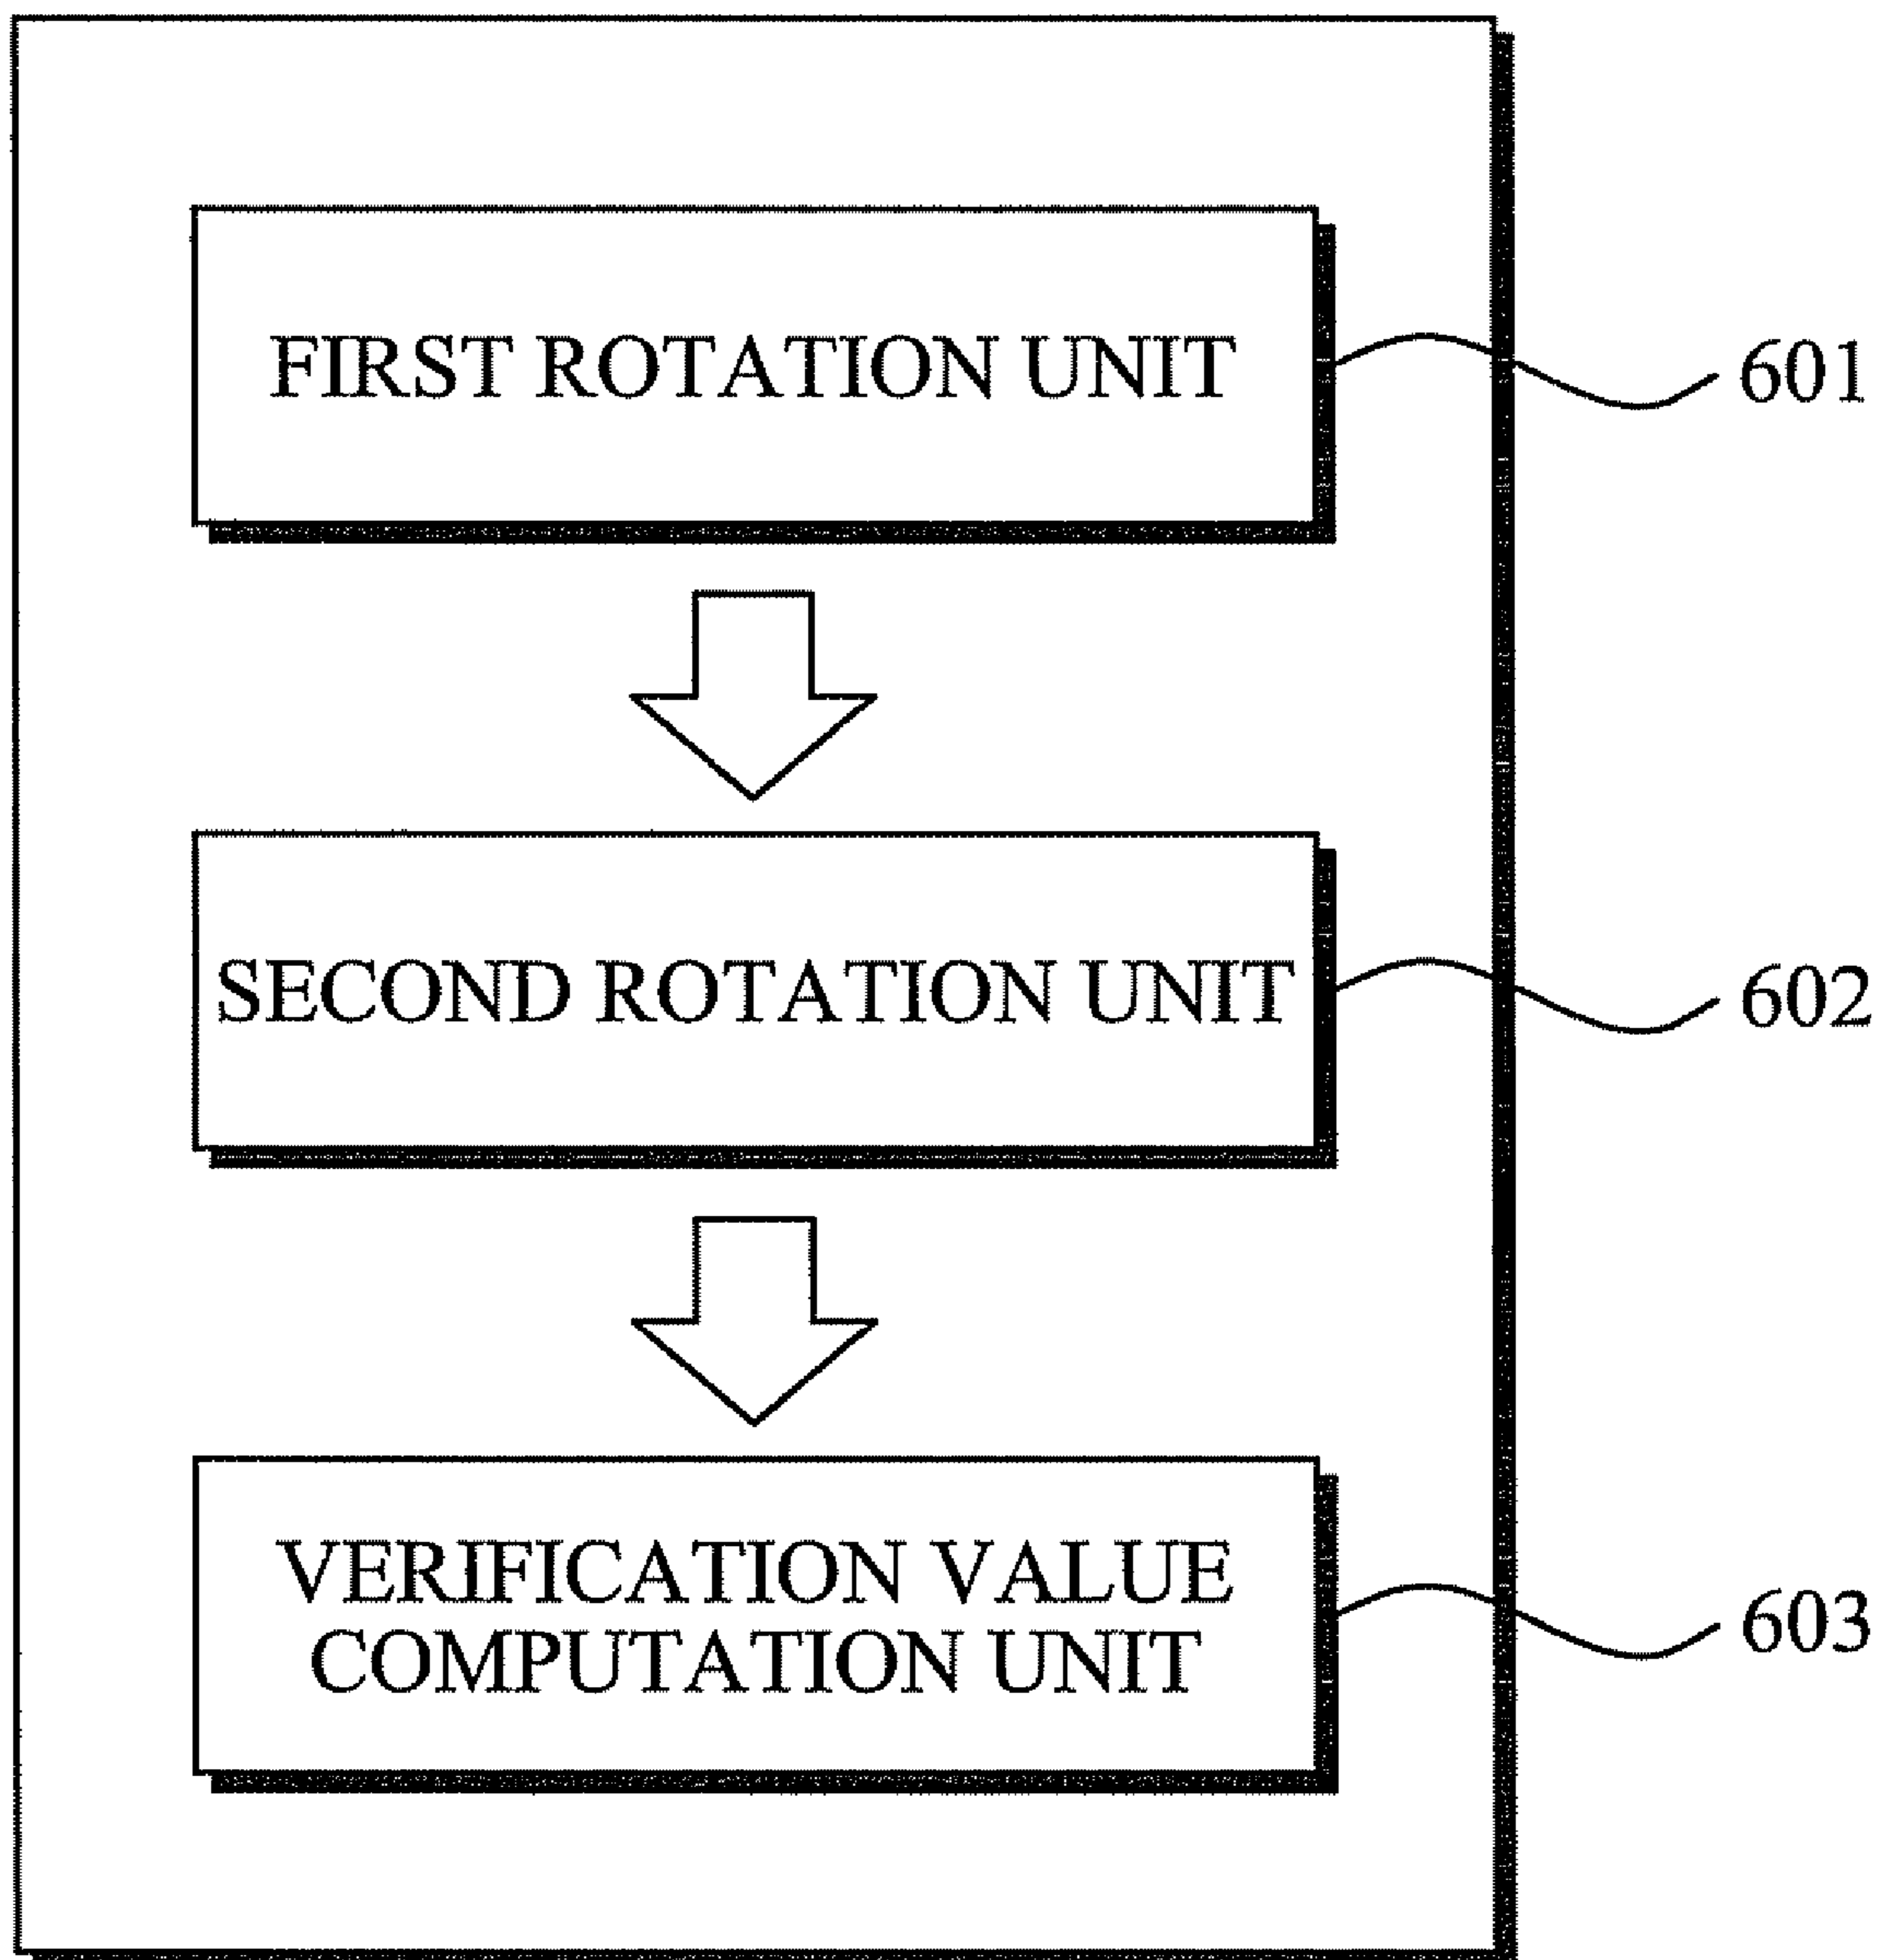 FIRST ROTATION UNIT
601
SECOND ROTATION UNIT
602
VERIFICATION VALUE
COMPUTATION UNIT
603